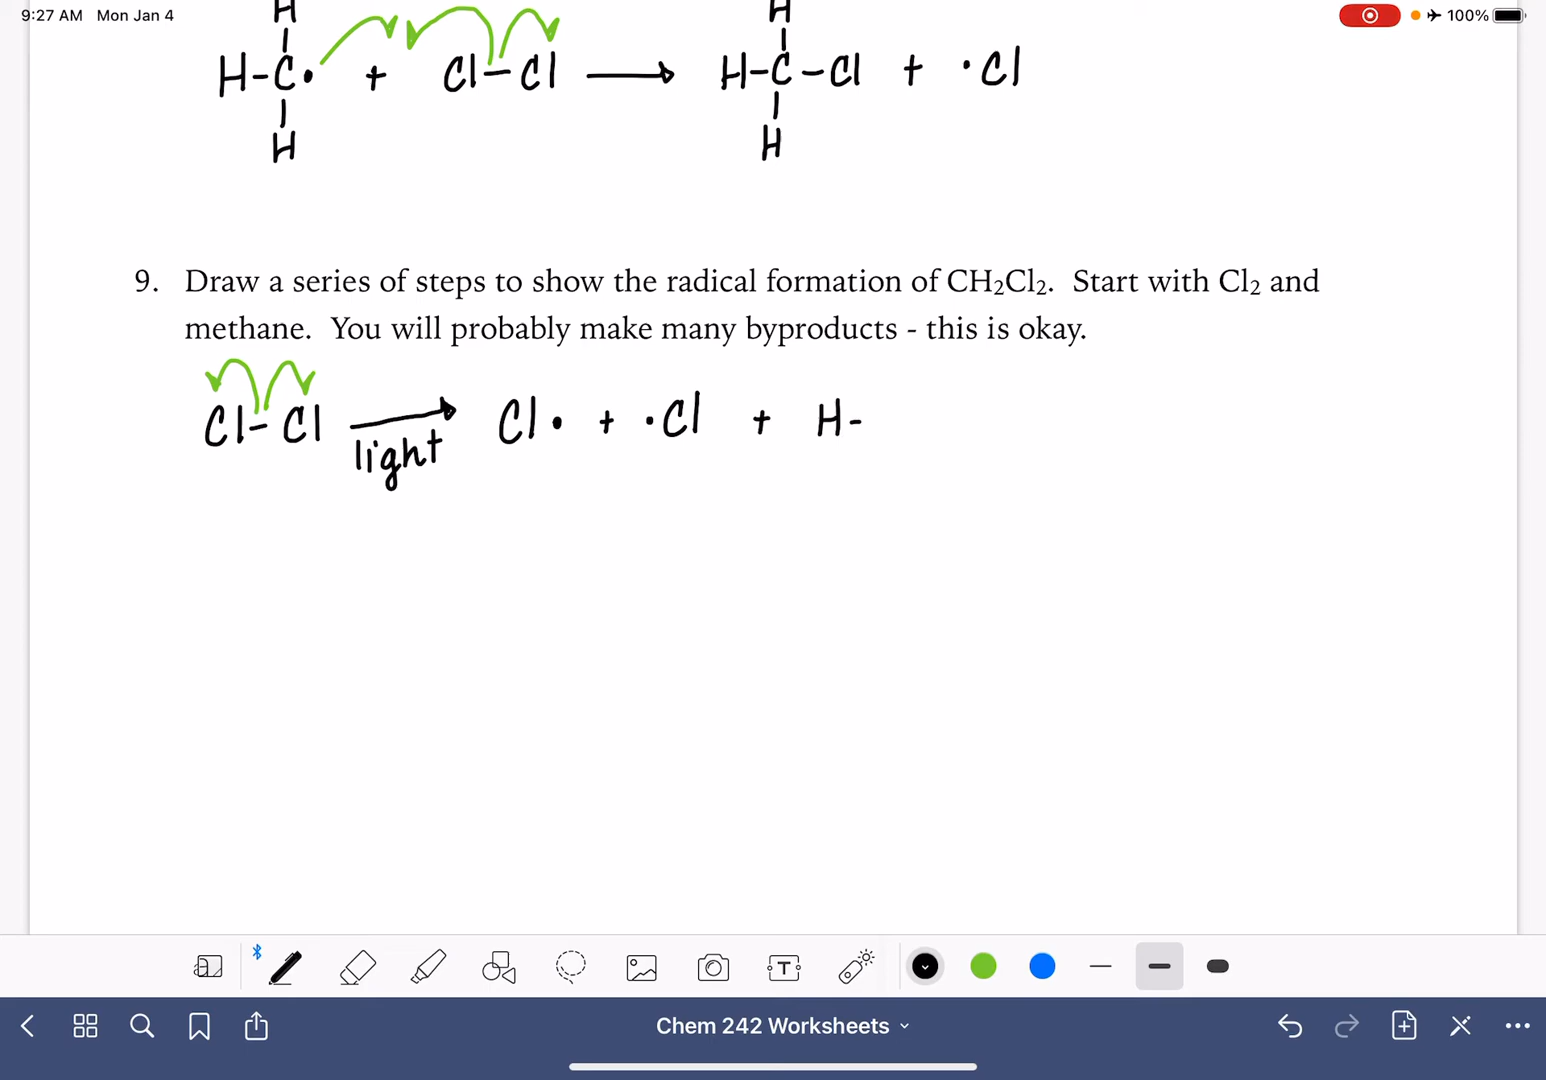 9:27 AM Mon Jan 4
100%
H H
H-C· + Cl-Cl → H-C-Cl + ·Cl
H H
9. Draw a series of steps to show the radical formation of CH₂Cl₂. Start with Cl₂ and
methane. You will probably make many byproducts - this is okay.
Cl-Cl → Cl· + ·Cl + H-
light
T
Chem 242 Worksheets